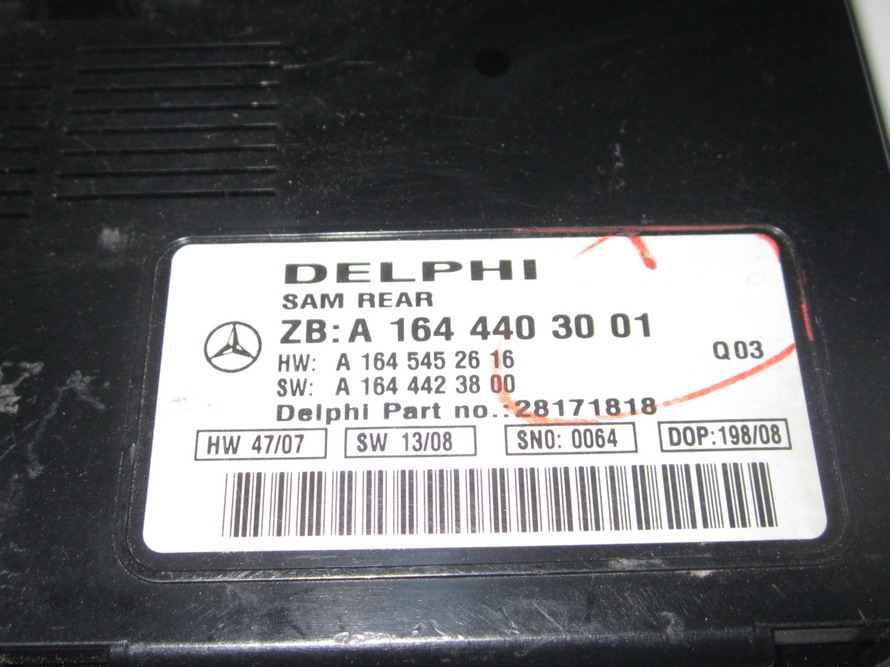 DELPHI
SAM REAR
ZB: A 164 440 30 01
HW: A 164 545 26 16
SW: A 164 442 38 00
Q03
Delphi Part no.: 28171818
HW 47/07 SW 13/08 SNO: 0064 DOP:198/08